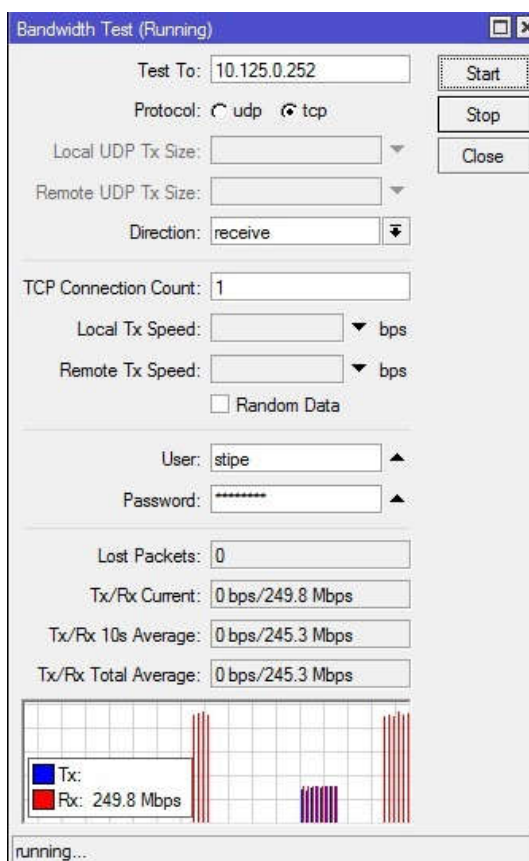 Bandwidth Test (Running)
Test To: 10.125.0.252
Start
Protocol: udp tcp
Stop
Local UDP Tx Size:
Close
Remote UDP Tx Size:
Direction: receive
TCP Connection Count: 1
Local Tx Speed: bps
Remote Tx Speed: bps
Random Data
User: stipe
Password: ********
Lost Packets: 0
Tx/Rx Current: 0 bps/249.8 Mbps
Tx/Rx 10s Average: 0 bps/245.3 Mbps
Tx/Rx Total Average: 0 bps/245.3 Mbps
Tx:
Rx: 249.8 Mbps
running...